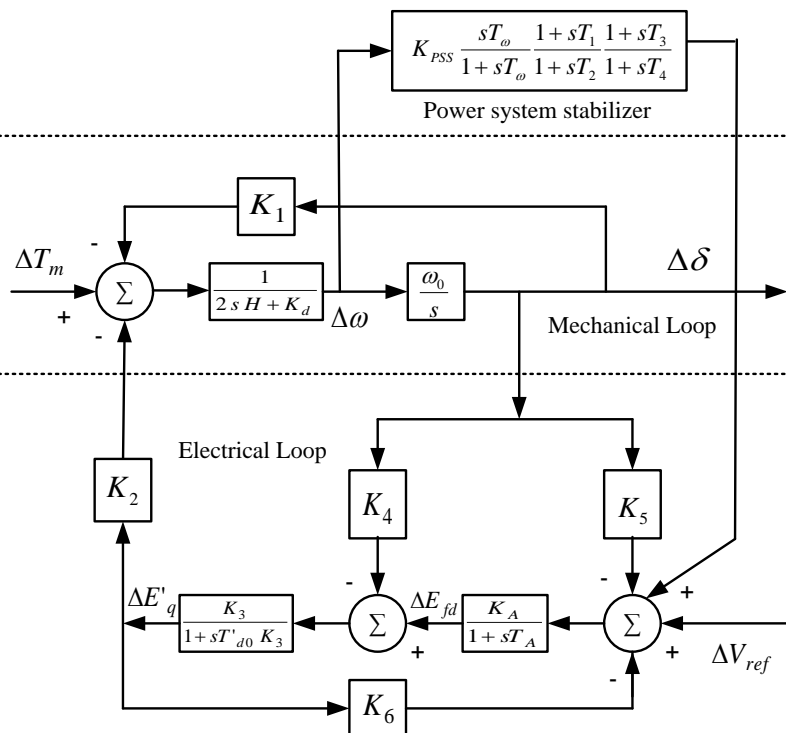 K_PSS sT_ω/(1 + sT_ω) (1 + sT_1)/(1 + sT_2) (1 + sT_3)/(1 + sT_4)
Power system stabilizer
K_1
-
ΔT_m
+
Σ
-
1/(2 s H + K_d)
Δω
ω_0/s
Δδ
Mechanical Loop
Electrical Loop
K_2
K_4
K_5
-
-
+
ΔE'_q
K_3/(1 + sT'_d0 K_3)
Σ
+
ΔE_fd
K_A/(1 + sT_A)
Σ
+
-
ΔV_ref
K_6